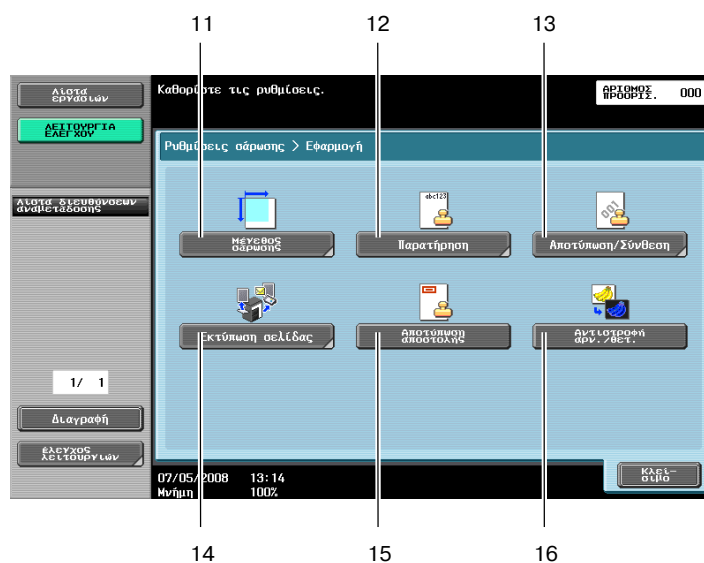 11 12 13
Λίστα
εργασιών
Καθορίστε τις ρυθμίσεις.
ΑΡΙΘΜΟΣ
ΠΡΟΟΡΙΣ. 000
ΛΕΙΤΟΥΡΓΙΑ
ΕΛΕΓΧΟΥ
Ρυθμίσεις σάρωσης > Εφαρμογή
Λίστα διευθύνσεων
αναμετάδοσης
abc123
001
Μέγεθος
σάρωσης
Παρατήρηση
Αποτύπωση/Σύνθεση
Εκτύπωση σελίδας
Αποτύπωση
αποστολής
Αντιστροφή
αρν./θετ.
1/ 1
Διαγραφή
έλεγχος
λειτουργιών
Κλεί-
σιμο
07/05/2008 13:14
Μνήμη 100%
14 15 16